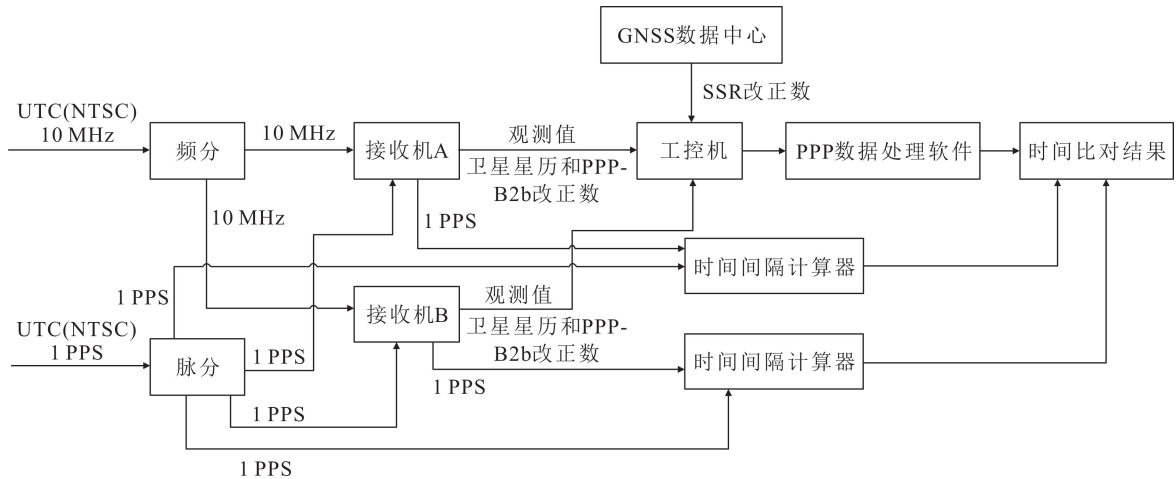 GNSS数据中心
SSR改正数
UTC(NTSC)
10 MHz
频分
10 MHz
接收机A
观测值
卫星星历和PPP-
B2b改正数
工控机
PPP数据处理软件
时间比对结果
10 MHz
1 PPS
时间间隔计算器
1 PPS
UTC(NTSC)
1 PPS
脉分
1 PPS
接收机B
观测值
卫星星历和PPP-
B2b改正数
1 PPS
时间间隔计算器
1 PPS
1 PPS